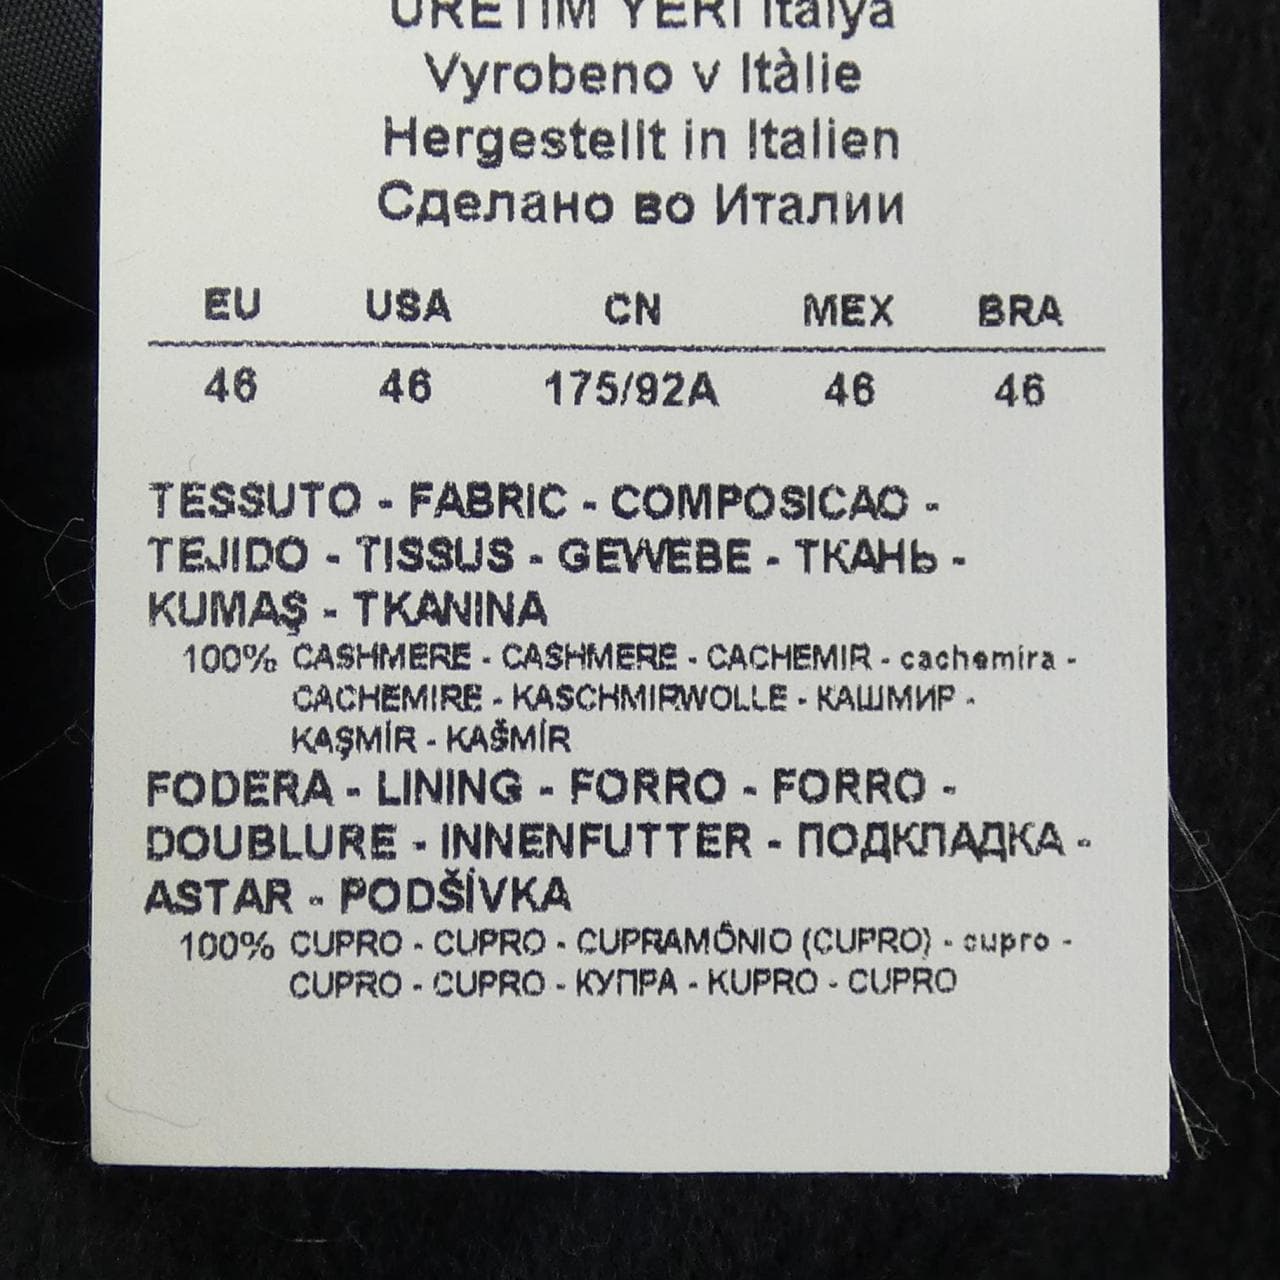 ÜRETİM YERİ İtalya
Vyrobeno v Itàlie
Hergestellt in Italien
Сделано во Италии
EU USA CN MEX BRA
46 46 175/92A 46 46
TESSUTO - FABRIC - COMPOSICAO -
TEJIDO - TISSUS - GEWEBE - ТКАНЬ -
KUMAŞ - TKANINA
100% CASHMERE - CASHMERE - CACHEMIR - cachemira -
CACHEMIRE - KASCHMIRWOLLE - КАШМИР -
KAŞMİR - KAŠMÍR
FODERA - LINING - FORRO - FORRO -
DOUBLURE - INNENFUTTER - ПОДКЛАДКА -
ASTAR - PODŠÍVKA
100% CUPRO - CUPRO - CUPRAMÔNIO (CUPRO) - cupro -
CUPRO - CUPRO - КУПРА - KUPRO - CUPRO